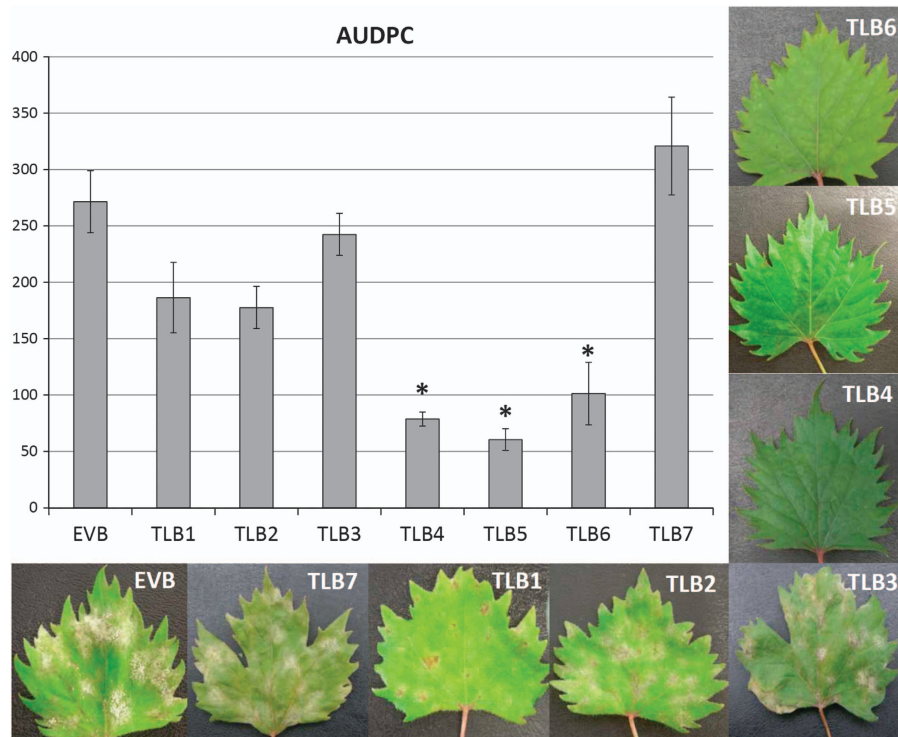 AUDPC
400
350
300
250
200
150
100
50
0
* * *
EVB TLB1 TLB2 TLB3 TLB4 TLB5 TLB6 TLB7
TLB6
TLB5
TLB4
EVB TLB7 TLB1 TLB2 TLB3